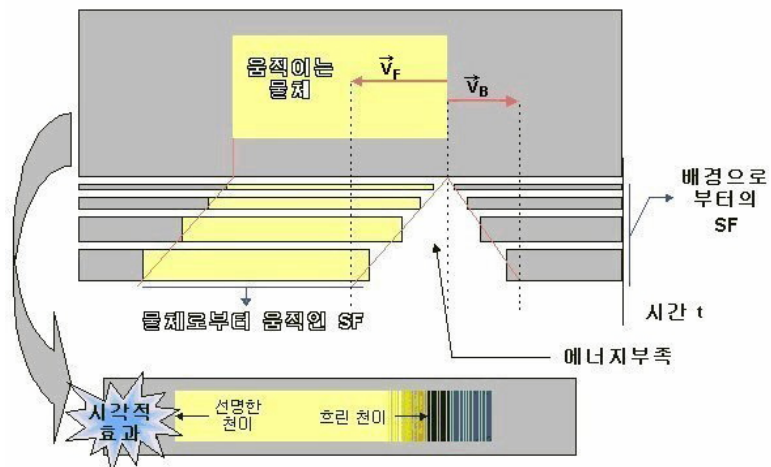 움직이는
물체
V_F
V_B
배경으로
부터의
SF
물체로부터 움직인 SF
시간 t
에너지부족
시각적
효과
선명한
천이
흐린 천이